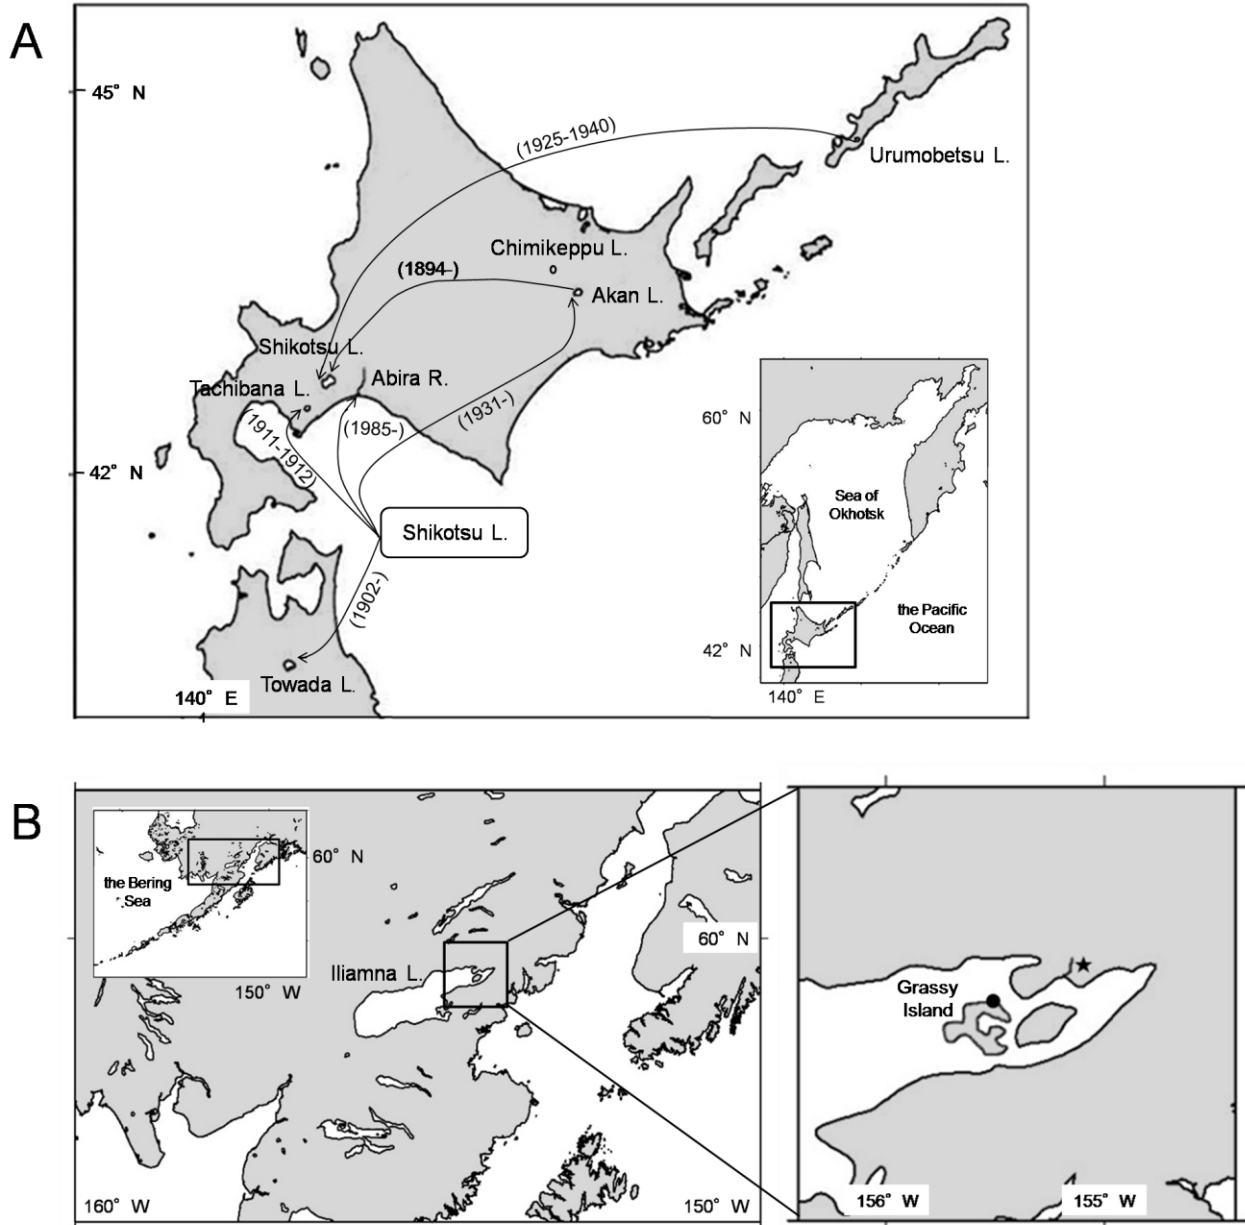 A
45° N
(1925-1940)
Urumobetsu L.
Chimikeppu L.
(1894-)
Akan L.
Shikotsu L.
Tachibana L.
Abira R.
(1911-1912)
(1985-)
(1931-)
42° N
Shikotsu L.
(1902-)
Towada L.
140° E
60° N
Sea of
Okhotsk
the Pacific
Ocean
42° N
140° E
B
the Bering
Sea
60° N
150° W
Iliamna L.
60° N
160° W
150° W
Grassy
Island
156° W
155° W